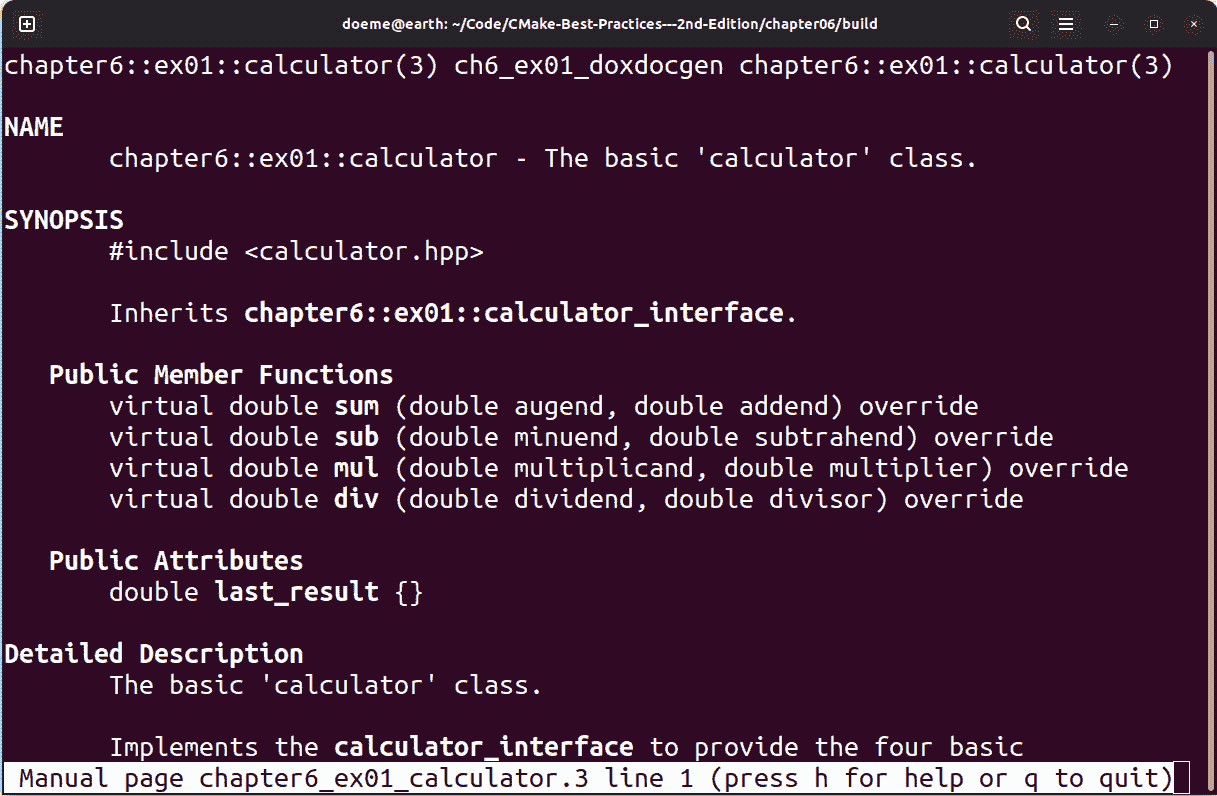 doeme@earth: ~/Code/CMake-Best-Practices---2nd-Edition/chapter06/build
chapter6::ex01::calculator(3) ch6_ex01_doxdocgen chapter6::ex01::calculator(3)
NAME
chapter6::ex01::calculator - The basic 'calculator' class.
SYNOPSIS
#include <calculator.hpp>
Inherits chapter6::ex01::calculator_interface.
Public Member Functions
virtual double sum (double augend, double addend) override
virtual double sub (double minuend, double subtrahend) override
virtual double mul (double multiplicand, double multiplier) override
virtual double div (double dividend, double divisor) override
Public Attributes
double last_result {}
Detailed Description
The basic 'calculator' class.
Implements the calculator_interface to provide the four basic
Manual page chapter6_ex01_calculator.3 line 1 (press h for help or q to quit)